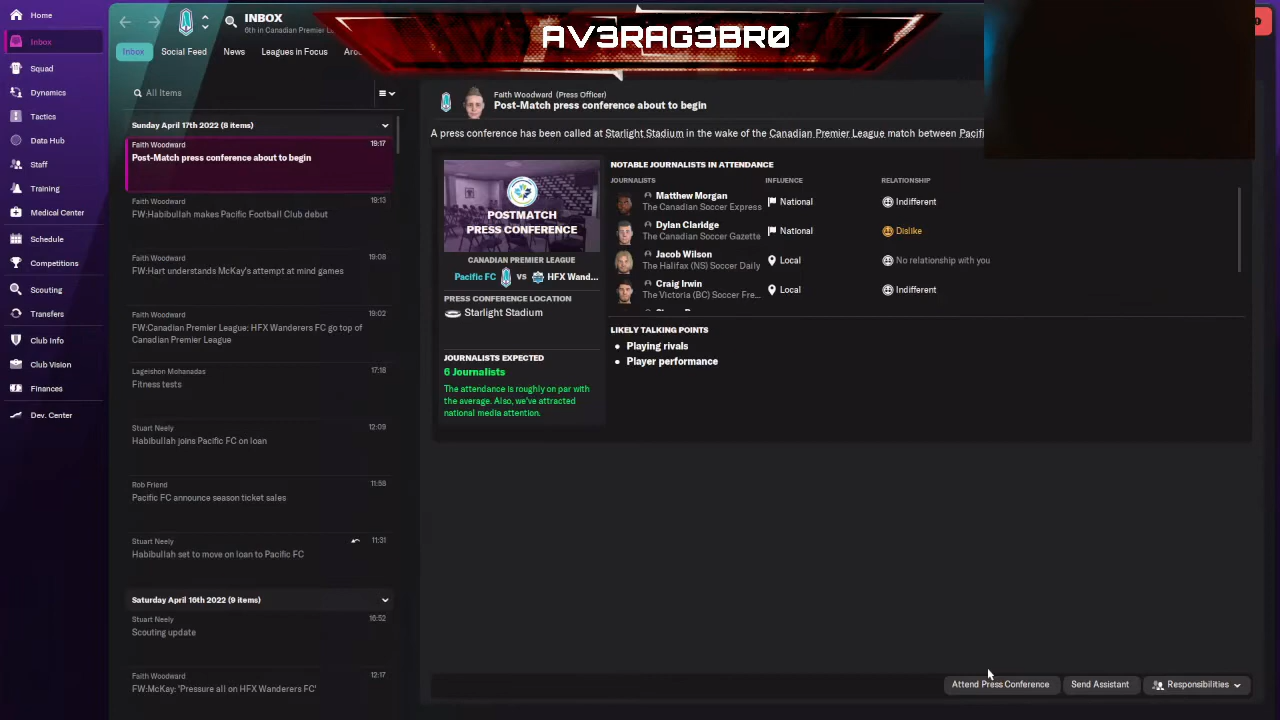 AV3RAG3BR0
INBOX
6th in Canadian Premier Le
Inbox
Social Feed
News
Leagues in Focus
Home
Inbox
Squad
Dynamics
Tactics
Data Hub
Staff
Training
Medical Center
Schedule
Competitions
Scouting
Transfers
Club Info
Club Vision
Finances
Dev. Center
All Items
Sunday April 17th 2022 (8 items)
Faith Woodward 19:17
Post-Match press conference about to begin
Faith Woodward 19:13
FW:Habibullah makes Pacific Football Club debut
Faith Woodward 19:08
FW:Hart understands McKay's attempt at mind games
Faith Woodward 19:02
FW:Canadian Premier League: HFX Wanderers FC go top of
Canadian Premier League
Lageishon Mohanadas 17:18
Fitness tests
Stuart Neely 12:09
Habibullah joins Pacific FC on loan
Rob Friend 11:58
Pacific FC announce season ticket sales
Stuart Neely 11:31
Habibullah set to move on loan to Pacific FC
Saturday April 16th 2022 (9 items)
Stuart Neely 16:52
Scouting update
Faith Woodward 12:17
FW:McKay: 'Pressure all on HFX Wanderers FC'
Faith Woodward (Press Officer)
Post-Match press conference about to begin
A press conference has been called at Starlight Stadium in the wake of the Canadian Premier League match between Pacifi
POSTMATCH
PRESS CONFERENCE
CANADIAN PREMIER LEAGUE
Pacific FC vs HFX Wand...
PRESS CONFERENCE LOCATION
Starlight Stadium
JOURNALISTS EXPECTED
6 Journalists
The attendance is roughly on par with
the average. Also, we've attracted
national media attention.
NOTABLE JOURNALISTS IN ATTENDANCE
JOURNALISTS INFLUENCE RELATIONSHIP
Matthew Morgan
The Canadian Soccer Express National Indifferent
Dylan Claridge
The Canadian Soccer Gazette National Dislike
Jacob Wilson
The Halifax (NS) Soccer Daily Local No relationship with you
Craig Irwin
The Victoria (BC) Soccer Fre... Local Indifferent
LIKELY TALKING POINTS
• Playing rivals
• Player performance
Attend Press Conference
Send Assistant
Responsibilities